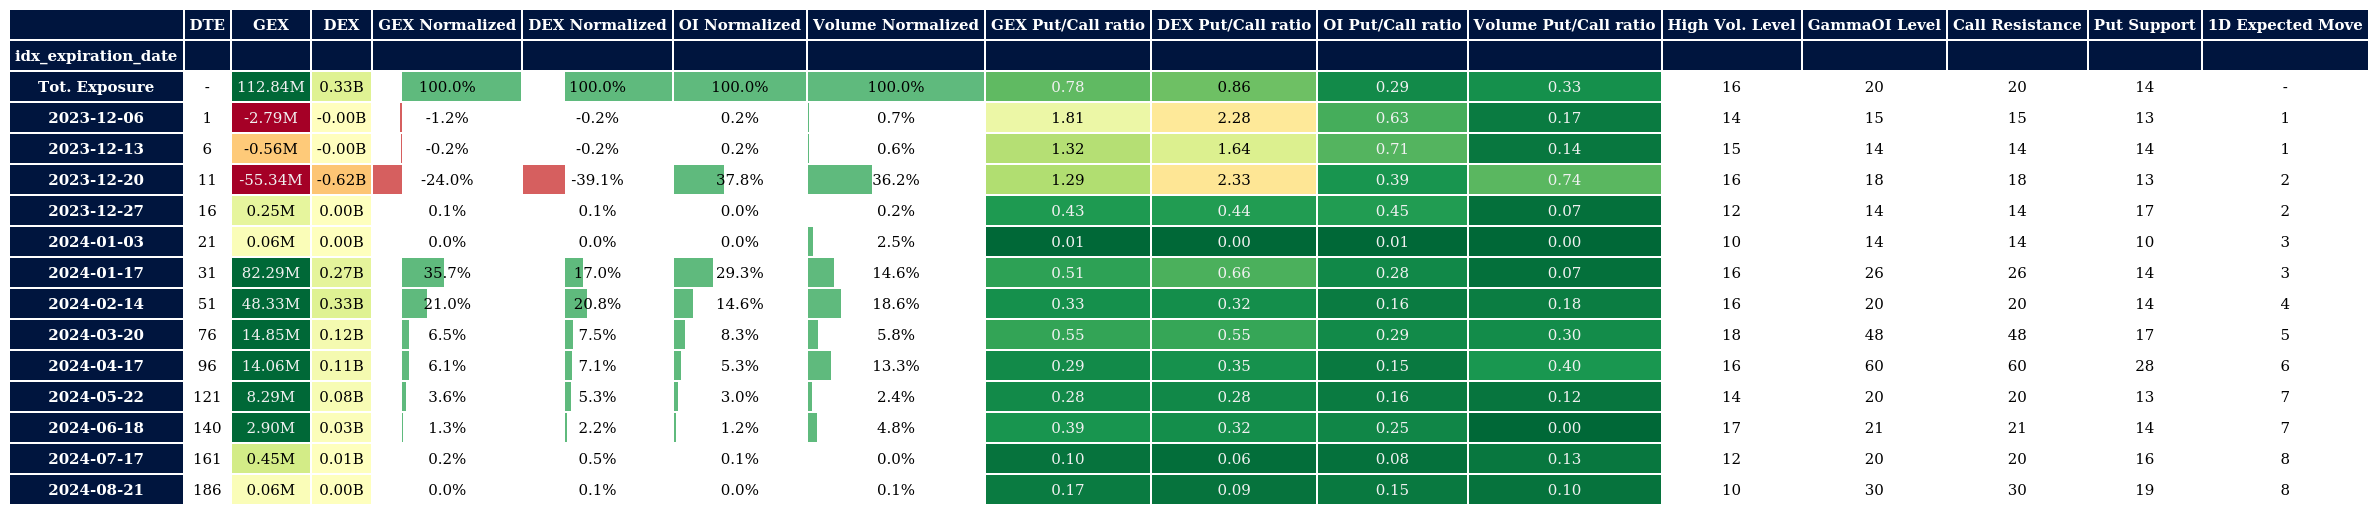 DTE GEX DEX GEX Normalized DEX Normalized OI Normalized Volume Normalized GEX Put/Call ratio DEX Put/Call ratio OI Put/Call ratio Volume Put/Call ratio High Vol. Level GammaOI Level Call Resistance Put Support 1D Expected Move
idx_expiration_date
Tot. Exposure - 112.84M 0.33B 100.0% 100.0% 100.0% 100.0% 0.78 0.86 0.29 0.33 16 20 20 14 -
2023-12-06 1 -2.79M -0.00B -1.2% -0.2% 0.2% 0.7% 1.81 2.28 0.63 0.17 14 15 15 13 1
2023-12-13 6 -0.56M -0.00B -0.2% -0.2% 0.2% 0.6% 1.32 1.64 0.71 0.14 15 14 14 14 1
2023-12-20 11 -55.34M -0.62B -24.0% -39.1% 37.8% 36.2% 1.29 2.33 0.39 0.74 16 18 18 13 2
2023-12-27 16 0.25M 0.00B 0.1% 0.1% 0.0% 0.2% 0.43 0.44 0.45 0.07 12 14 14 17 2
2024-01-03 21 0.06M 0.00B 0.0% 0.0% 0.0% 2.5% 0.01 0.00 0.01 0.00 10 14 14 10 3
2024-01-17 31 82.29M 0.27B 35.7% 17.0% 29.3% 14.6% 0.51 0.66 0.28 0.07 16 26 26 14 3
2024-02-14 51 48.33M 0.33B 21.0% 20.8% 14.6% 18.6% 0.33 0.32 0.16 0.18 16 20 20 14 4
2024-03-20 76 14.85M 0.12B 6.5% 7.5% 8.3% 5.8% 0.55 0.55 0.29 0.30 18 48 48 17 5
2024-04-17 96 14.06M 0.11B 6.1% 7.1% 5.3% 13.3% 0.29 0.35 0.15 0.40 16 60 60 28 6
2024-05-22 121 8.29M 0.08B 3.6% 5.3% 3.0% 2.4% 0.28 0.28 0.16 0.12 14 20 20 13 7
2024-06-18 140 2.90M 0.03B 1.3% 2.2% 1.2% 4.8% 0.39 0.32 0.25 0.00 17 21 21 14 7
2024-07-17 161 0.45M 0.01B 0.2% 0.5% 0.1% 0.0% 0.10 0.06 0.08 0.13 12 20 20 16 8
2024-08-21 186 0.06M 0.00B 0.0% 0.1% 0.0% 0.1% 0.17 0.09 0.15 0.10 10 30 30 19 8